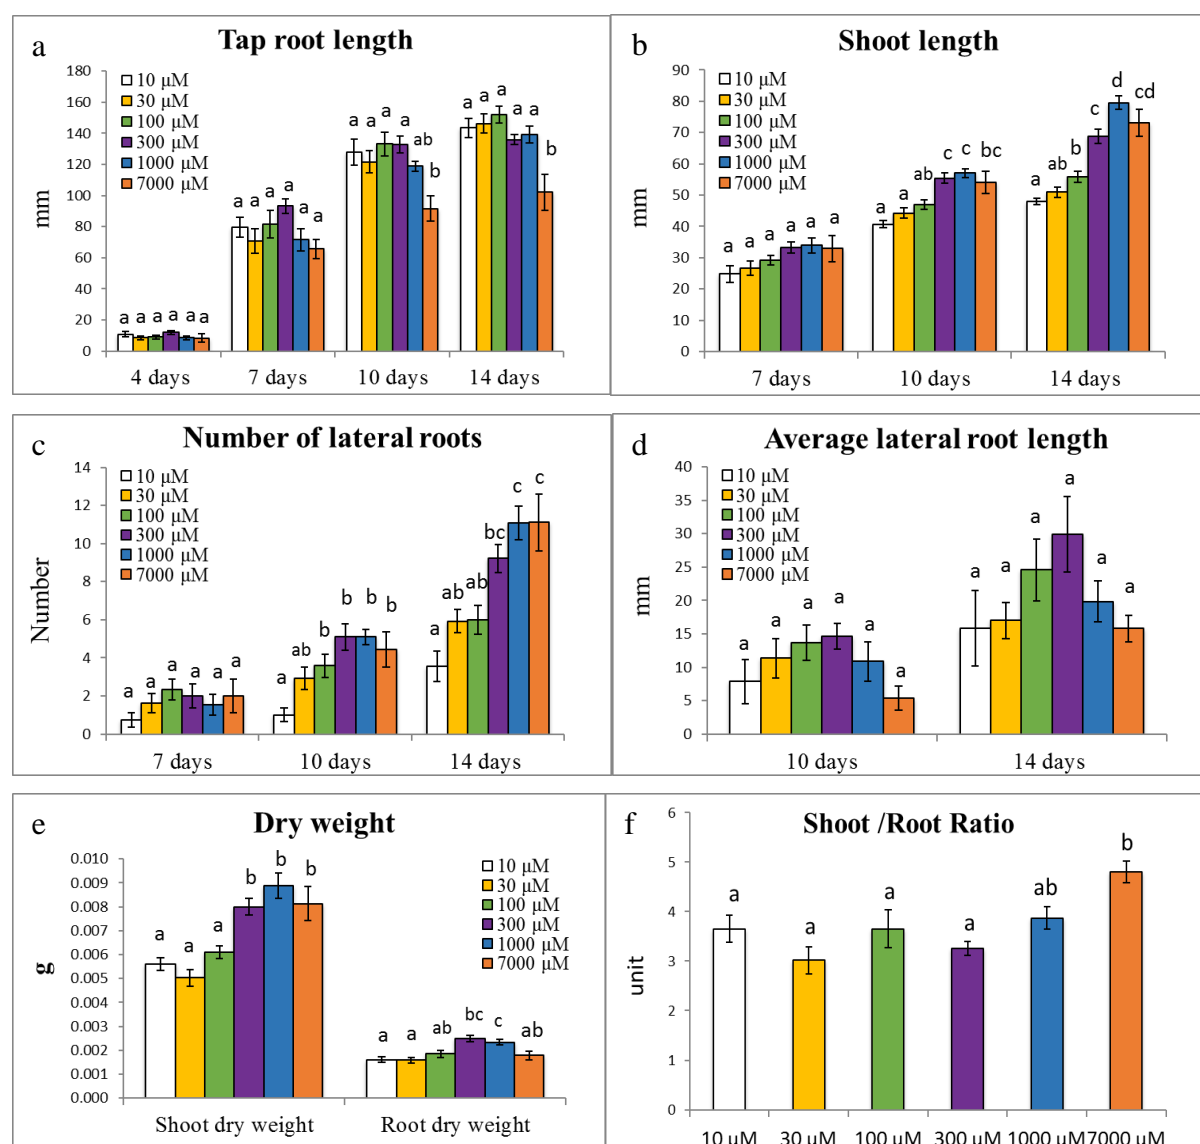 a
Tap root length
180
160
140
120
100
80
60
40
20
0
mm
10 μM
30 μM
100 μM
300 μM
1000 μM
7000 μM
a a a a a a
a a a a a a
a a a a ab b
a a a a a b
4 days 7 days 10 days 14 days
b
Shoot length
90
80
70
60
50
40
30
20
10
0
mm
10 μM
30 μM
100 μM
300 μM
1000 μM
7000 μM
a a a a a a
a a ab c c bc
a ab b c d cd
7 days 10 days 14 days
c
Number of lateral roots
14
12
10
8
6
4
2
0
Number
10 μM
30 μM
100 μM
300 μM
1000 μM
7000 μM
a a a a a a
a ab b b b b
a ab ab bc c c
7 days 10 days 14 days
d
Average lateral root length
40
35
30
25
20
15
10
5
0
mm
10 μM
30 μM
100 μM
300 μM
1000 μM
7000 μM
a a a a a a
a a a a a a
10 days 14 days
e
Dry weight
0.010
0.009
0.008
0.007
0.006
0.005
0.004
0.003
0.002
0.001
0.000
g
10 μM
30 μM
100 μM
300 μM
1000 μM
7000 μM
a a a b b b
a a ab bc c ab
Shoot dry weight Root dry weight
f
Shoot /Root Ratio
6
5
4
3
2
1
0
unit
a a a a ab b
10 μM 30 μM 100 μM 300 μM 1000 μM 7000 μM